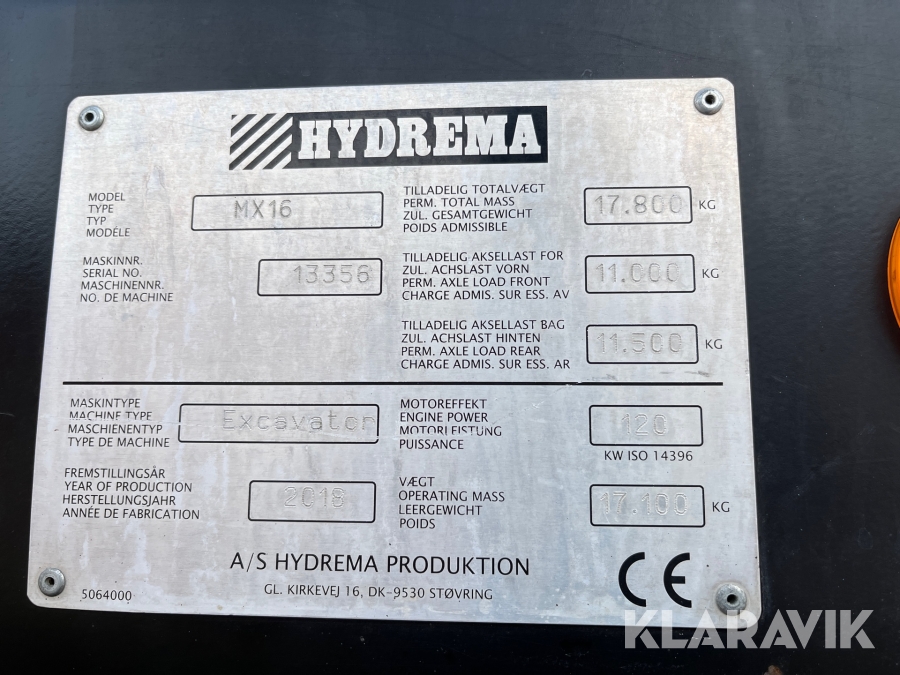 HYDREMA
MODEL
TYPE
TYP
MODÉLE
MX16
TILLADELIG TOTALVÆGT
PERM. TOTAL MASS
ZUL. GESAMTGEWICHT
POIDS ADMISSIBLE
17.800 KG
MASKINNR.
SERIAL NO.
MASCHINENNR.
NO. DE MACHINE
13356
TILLADELIG AKSELLAST FOR
ZUL. ACHSLAST VORN
PERM. AXLE LOAD FRONT
CHARGE ADMIS. SUR ESS. AV
11.000 KG
TILLADELIG AKSELLAST BAG
ZUL. ACHSLAST HINTEN
PERM. AXLE LOAD REAR
CHARGE ADMIS. SUR ESS. AR
11.500 KG
MASKINTYPE
MACHINE TYPE
MASCHIENENTYP
TYPE DE MACHINE
Excavator
MOTOREFFEKT
ENGINE POWER
MOTORLEISTUNG
PUISSANCE
120
KW ISO 14396
FREMSTILLINGSÅR
YEAR OF PRODUCTION
HERSTELLUNGSJAHR
ANNÉE DE FABRICATION
2018
VÆGT
OPERATING MASS
LEERGEWICHT
POIDS
17.100 KG
A/S HYDREMA PRODUKTION
GL. KIRKEVEJ 16, DK-9530 STØVRING
CE
5064000
KLARAVIK